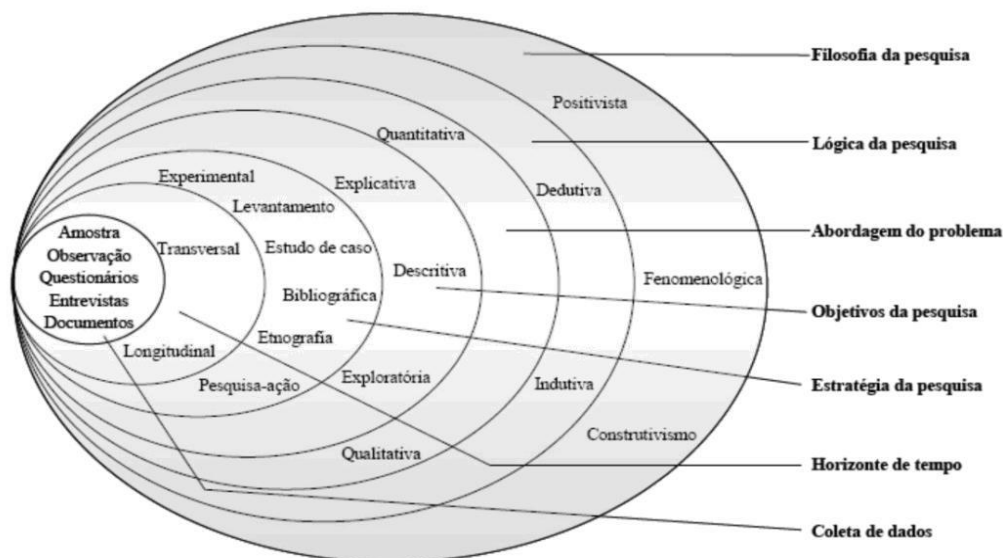 Filosofia da pesquisa
Positivista
Lógica da pesquisa
Quantitativa
Experimental
Explicativa
Dedutiva
Levantamento
Abordagem do problema
Amostra
Observação
Questionários
Entrevistas
Documentos
Transversal
Estudo de caso
Descritiva
Fenomenológica
Bibliográfica
Objetivos da pesquisa
Etnografía
Longitudinal
Pesquisa-ação
Exploratória
Indutiva
Estratégia da pesquisa
Construtivismo
Qualitativa
Horizonte de tempo
Coleta de dados